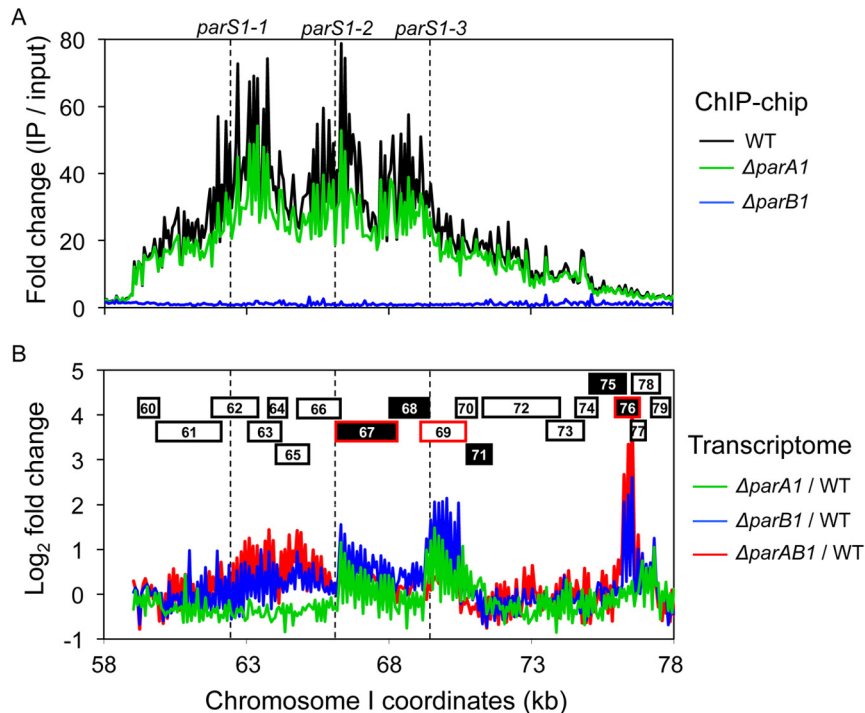 A
parS1-1 parS1-2 parS1-3
80
60
40
20
0
Fold change (IP / input)
ChIP-chip
WT
ΔparA1
ΔparB1
B
5
4
3
2
1
0
-1
Log2 fold change
75 78
60 62 64 66 68 70 72 74 76 79
61 63 67 69 73 77
65 71
Transcriptome
ΔparA1 / WT
ΔparB1 / WT
ΔparAB1 / WT
58 63 68 73 78
Chromosome I coordinates (kb)